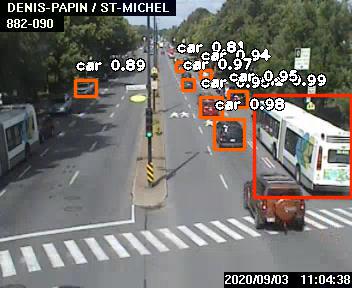 DENIS-PAPIN / ST-MICHEL
882-090
car 0.81
car 0.94
car 0.89
car 0.97
car 0.95
0.99
car 0.98
2020/09/03 11:04:38